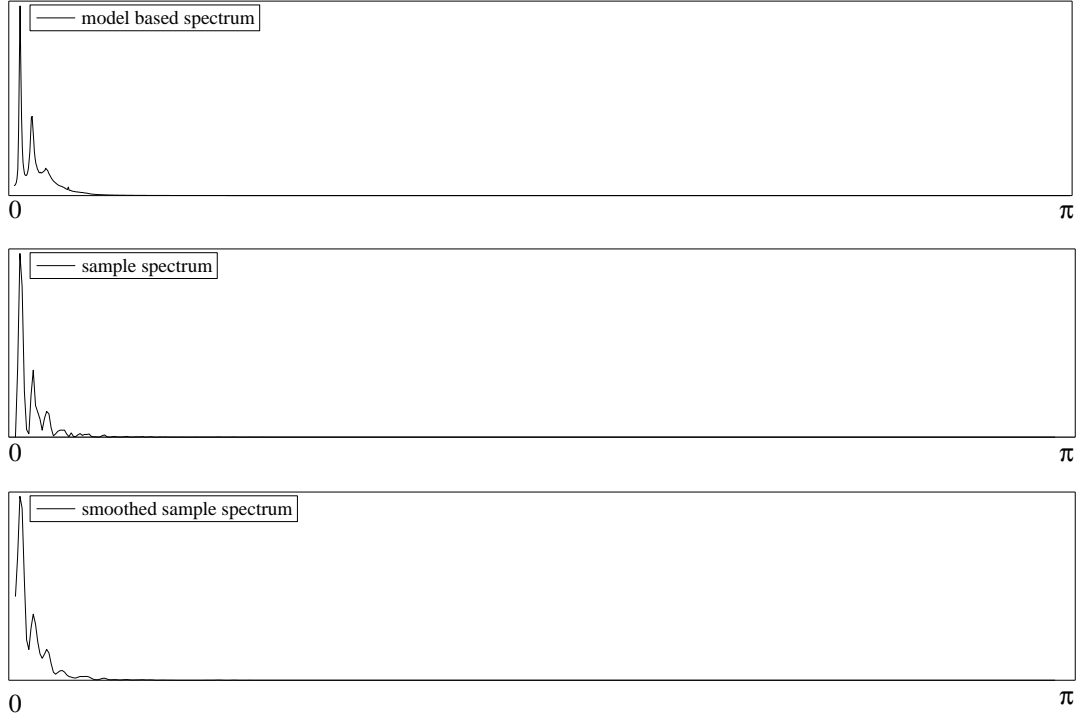 model based spectrum
0 π
sample spectrum
0 π
smoothed sample spectrum
0 π